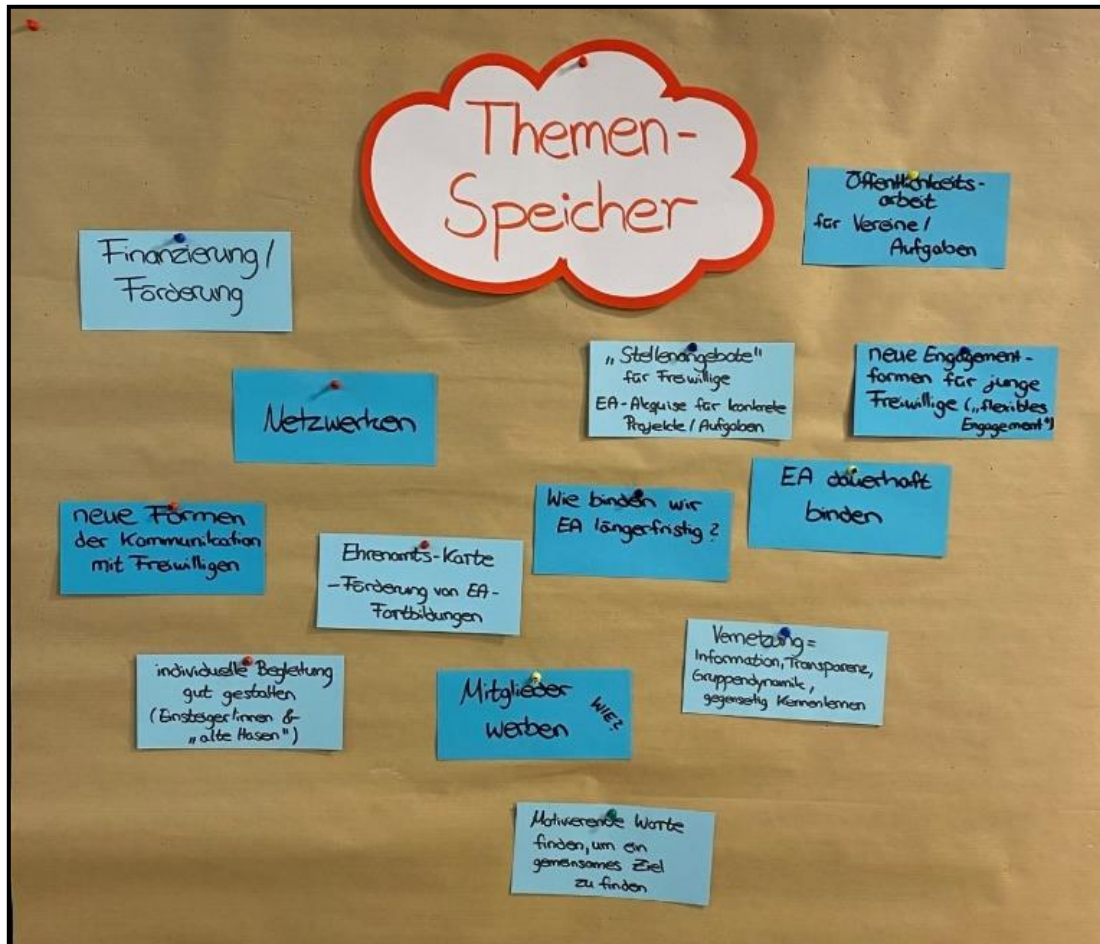 Themen-
Speicher
Öffentlichkeits-
arbeit
für Vereine /
Aufgaben
Finanzierung /
Förderung
„Stellenangebote"
für Freiwillige
EA-Akquise für konkrete
Projekte / Aufgaben
neue Engagement-
formen für junge
Freiwillige („flexibles
Engagement")
Netzwerken
EA dauerhaft
binden
Wie binden wir
EA längerfristig?
neue Formen
der Kommunikation
mit Freiwilligen
Ehrenamts-Karte
- Förderung von EA-
Fortbildungen
Vernetzung =
Information, Transparenz,
Gruppendynamik,
gegenseitig Kennenlernen
individuelle Begleitung
gut gestalten
(Einsteiger*innen &
„alte Hasen")
Mitglieder
werben WIE?
Motivierende Worte
finden, um ein
gemeinsames Ziel
zu finden